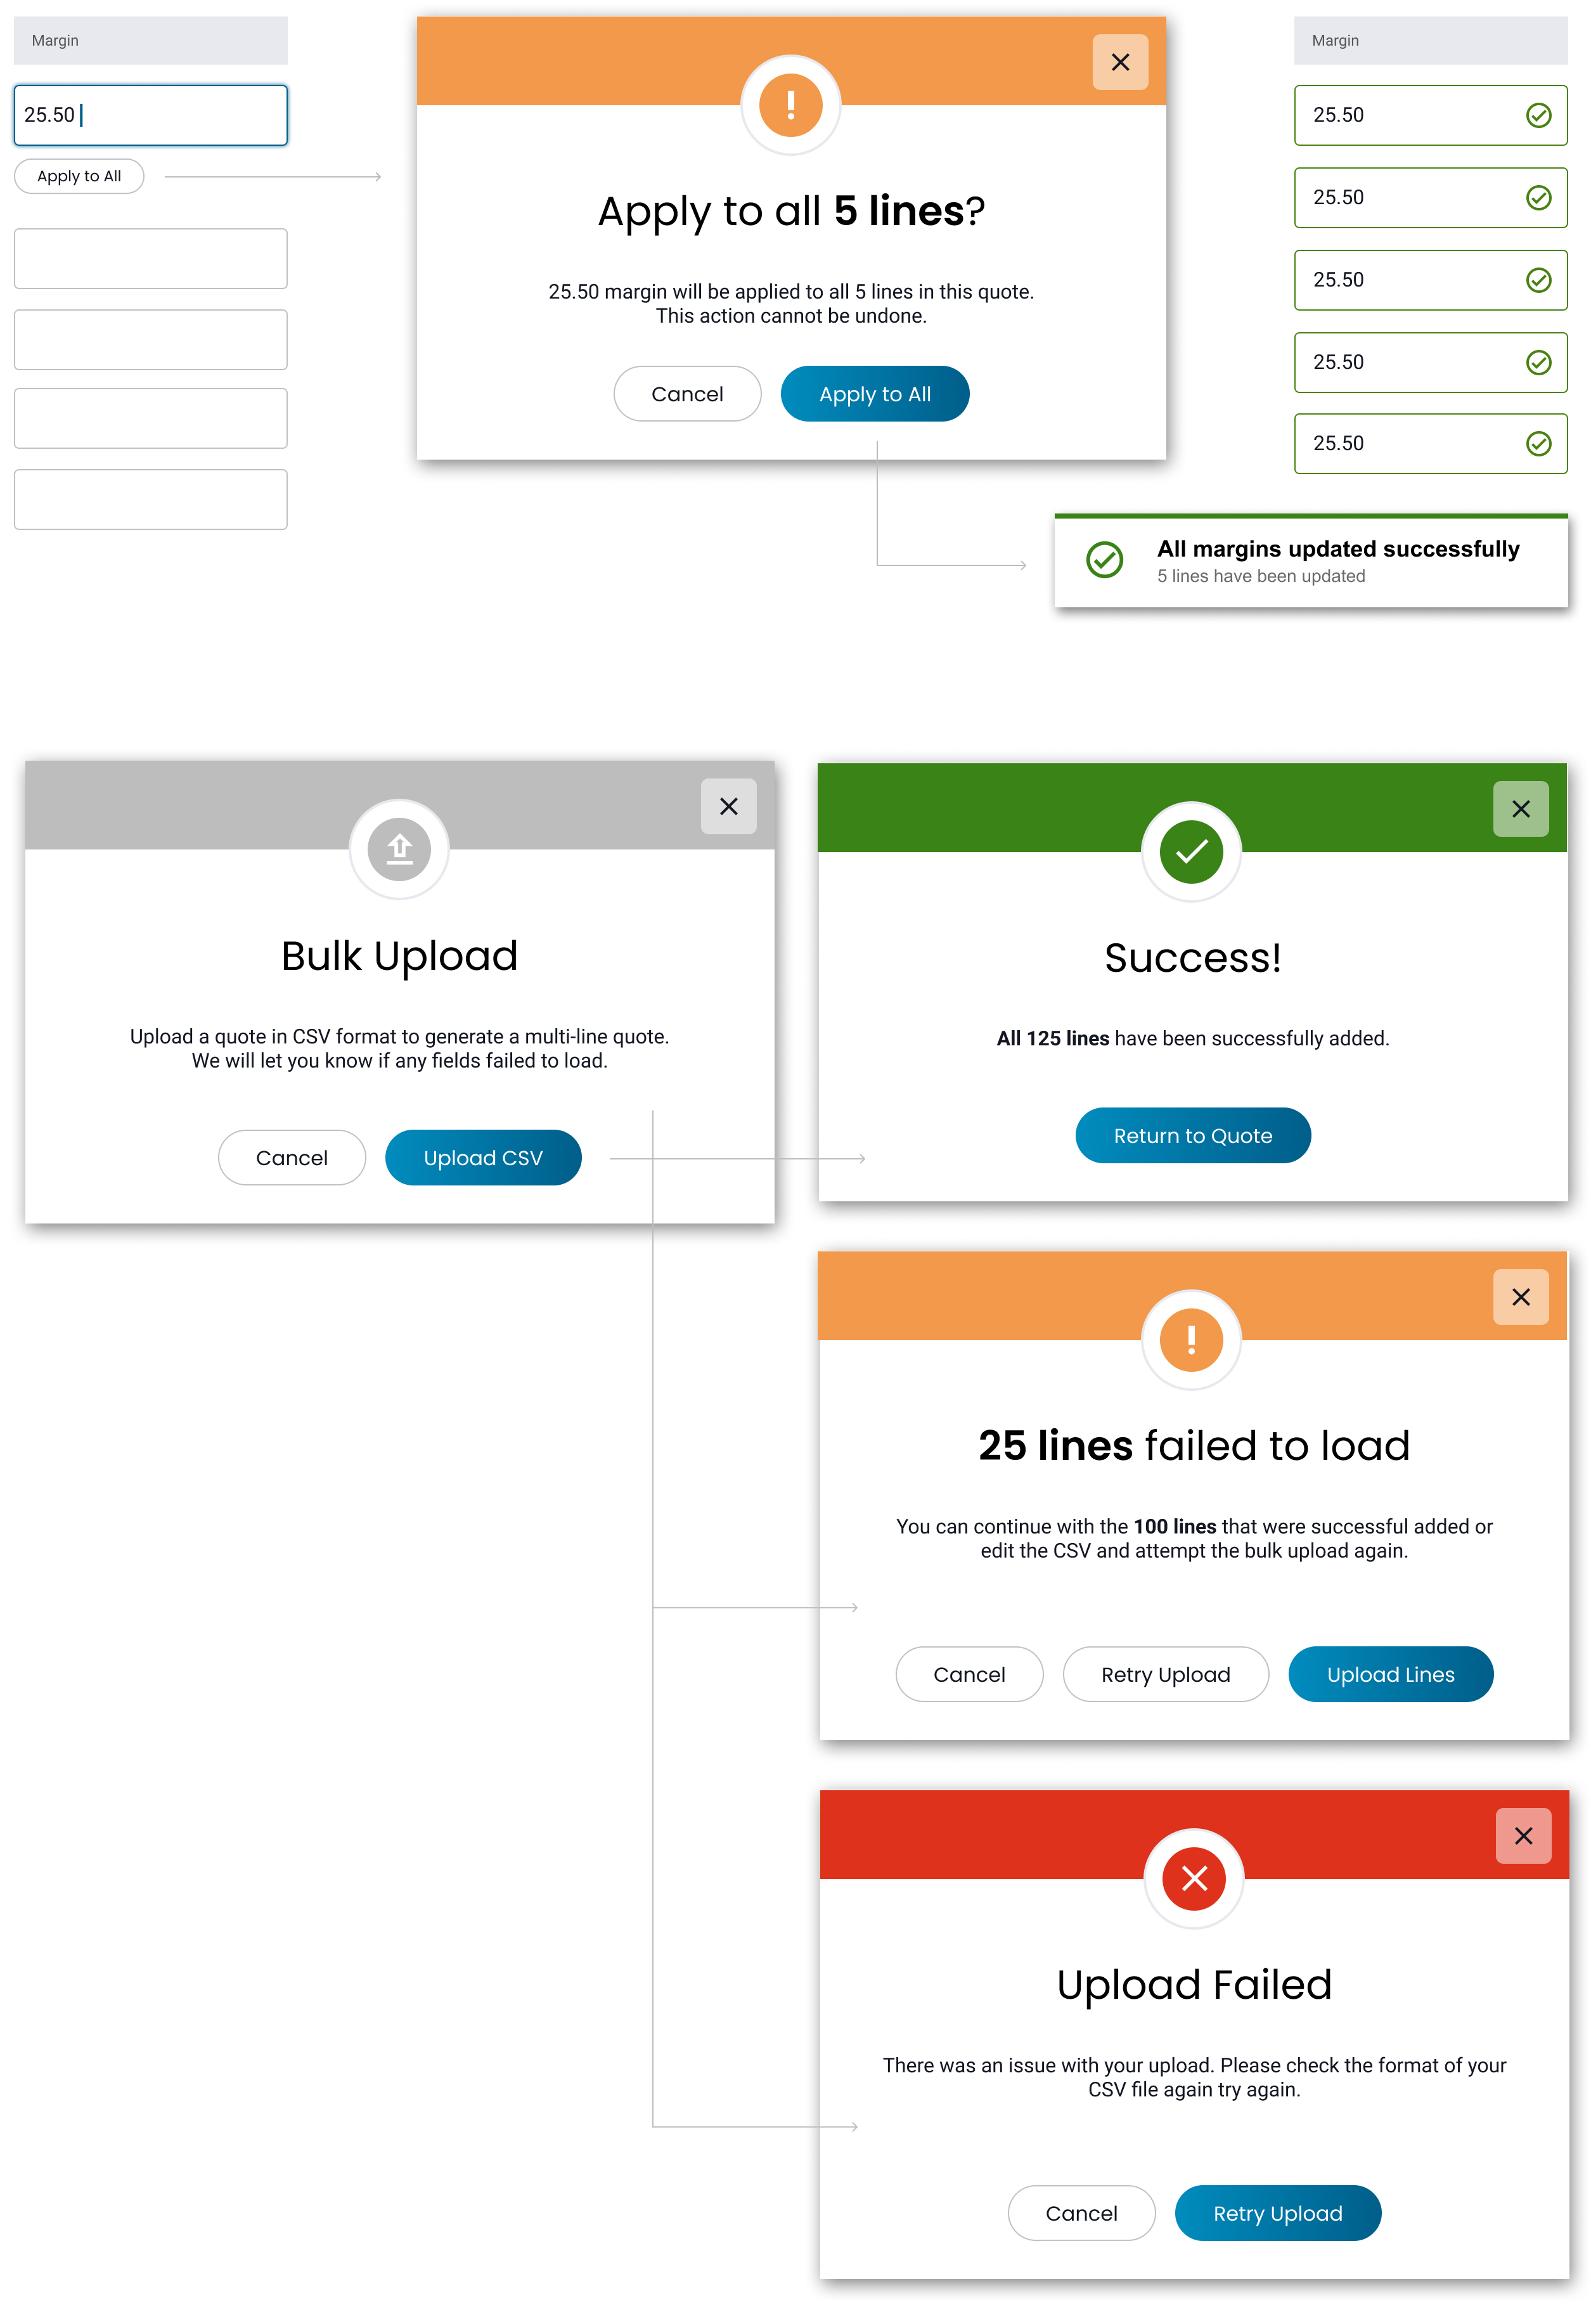 Margin
25.50
Apply to All
Apply to all 5 lines?
25.50 margin will be applied to all 5 lines in this quote.
This action cannot be undone.
Cancel
Apply to All
Margin
25.50
25.50
25.50
25.50
25.50
All margins updated successfully
5 lines have been updated
Bulk Upload
Upload a quote in CSV format to generate a multi-line quote.
We will let you know if any fields failed to load.
Cancel
Upload CSV
Success!
All 125 lines have been successfully added.
Return to Quote
25 lines failed to load
You can continue with the 100 lines that were successful added or
edit the CSV and attempt the bulk upload again.
Cancel
Retry Upload
Upload Lines
Upload Failed
There was an issue with your upload. Please check the format of your
CSV file again try again.
Cancel
Retry Upload